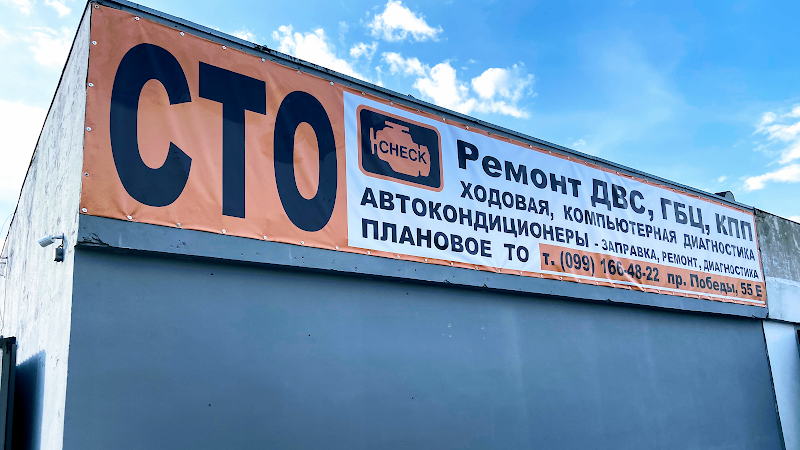 СТО
CHECK
Ремонт ДВС, ГБЦ, КПП
ХОДОВАЯ, КОМПЬЮТЕРНАЯ ДИАГНОСТИКА
АВТОКОНДИЦИОНЕРЫ - ЗАПРАВКА, РЕМОНТ, ДИАГНОСТИКА
ПЛАНОВОЕ ТО
т. (099) 166-48-22 пр. Победы, 55 Е